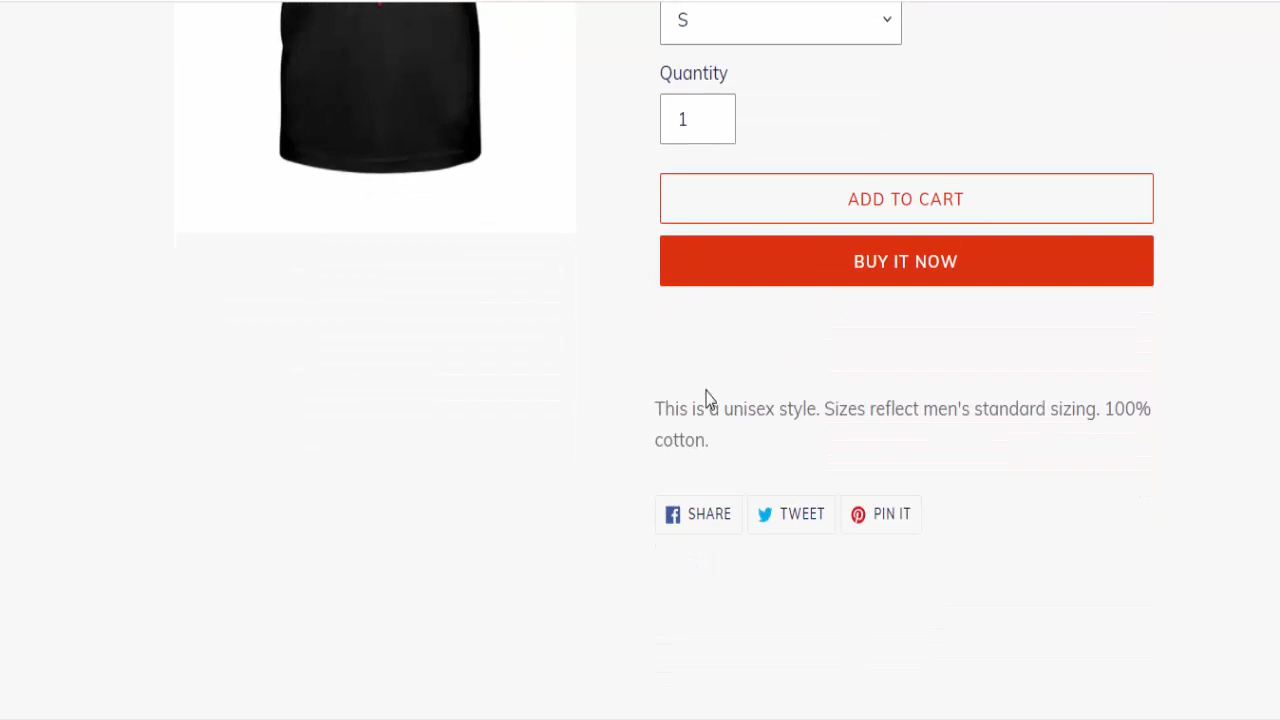 S
Quantity
1
ADD TO CART
BUY IT NOW
This is a unisex style. Sizes reflect men's standard sizing. 100%
cotton.
SHARE
TWEET
PIN IT